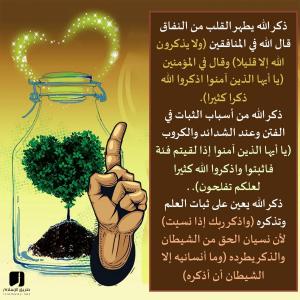 ذكر الله يطهر القلب من النفاق
قال الله في المنافقين (ولا يذكرون
الله إلا قليلا) وقال في المؤمنين
(يا أيها الذين آمنوا اذكروا الله
ذكرا كثيرا).
ذكر الله من أسباب الثبات في
الفتن وعند الشدائد والكروب
(يا أيها الذين آمنوا إذا لقيتم فئة
فاثبتوا واذكروا الله كثيرا
لعلكم تفلحون). .
ذكر الله يعين على ثبات العلم
وتذكره (واذكر ربك إذا نسيت)
لأن نسيان الحق من الشيطان
والذكر يطرده (وما أنسانيه إلا
الشيطان أن أذكره)
طريق الإسلام